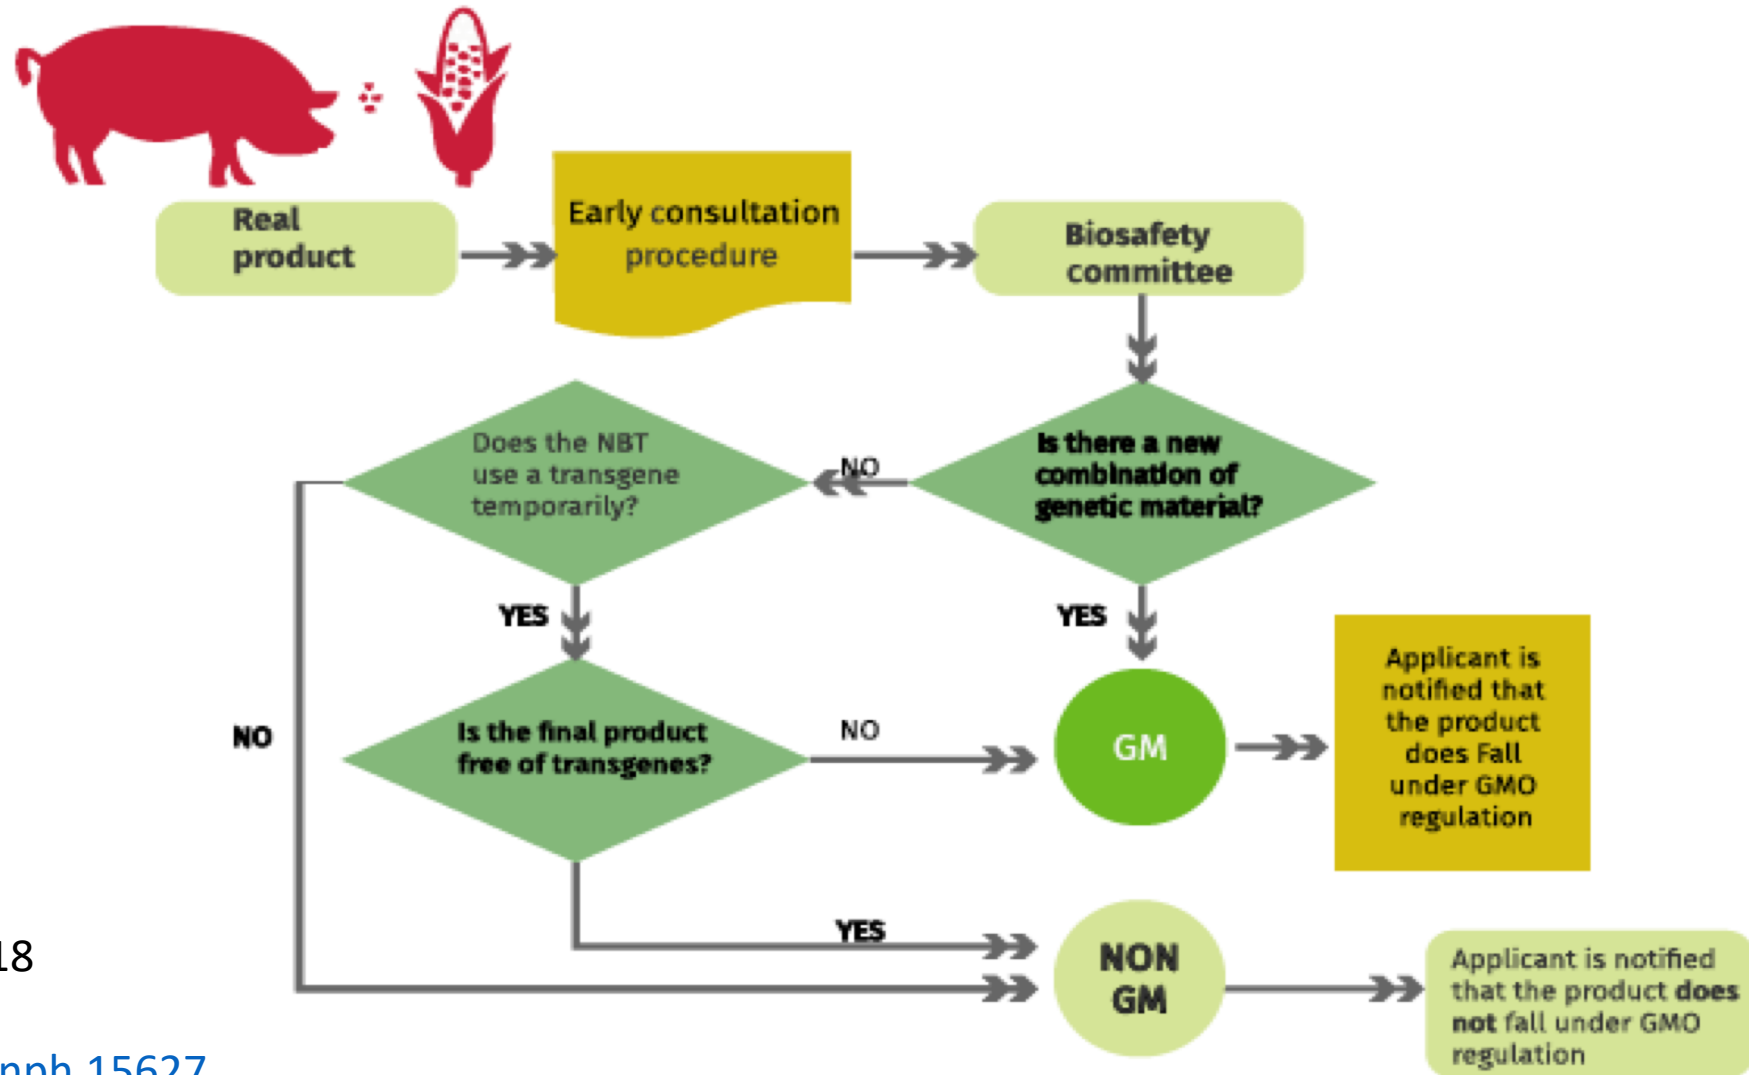 Real
product
Early consultation
procedure
Biosafety
committee
Does the NBT
use a transgene
temporarily?
NO
Is there a new
combination of
genetic material?
YES
YES
NO
Is the final product
free of transgenes?
NO
GM
Applicant is
notified that
the product
does Fall
under GMO
regulation
YES
NON
GM
Applicant is notified
that the product does
not fall under GMO
regulation
18
nph.15627